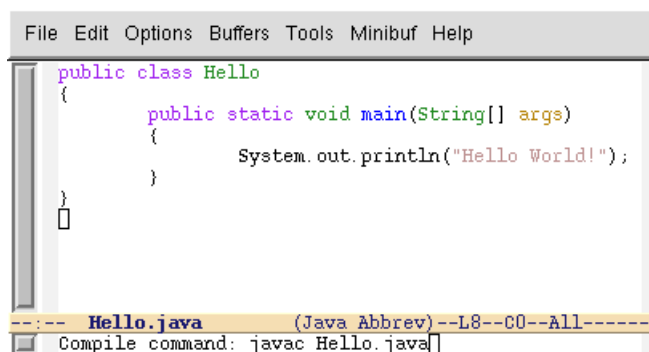 File Edit Options Buffers Tools Minibuf Help
public class Hello
{
        public static void main(String[] args)
        {
                System.out.println("Hello World!");
        }
}
--:-- Hello.java (Java Abbrev)--L8--C0--All------
Compile command: javac Hello.java